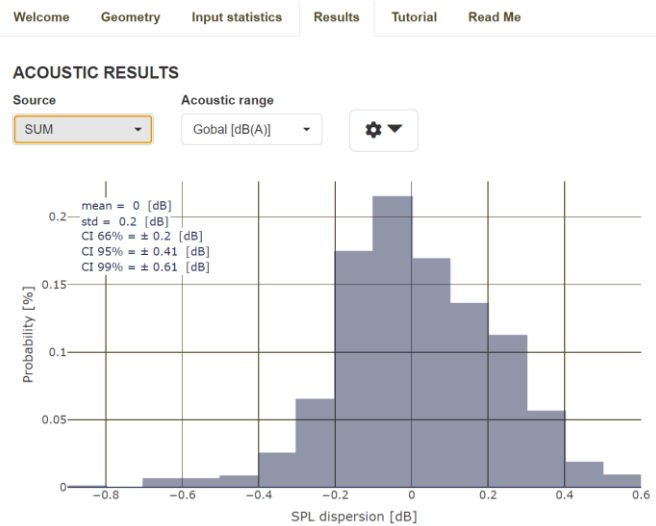 Welcome Geometry Input statistics Results Tutorial Read Me
ACOUSTIC RESULTS
Source Acoustic range
SUM Gobal [dB(A)]
mean = 0 [dB]
std = 0.2 [dB]
CI 66% = ± 0.2 [dB]
CI 95% = ± 0.41 [dB]
CI 99% = ± 0.61 [dB]
Probability [%]
0.2
0.15
0.1
0.05
0
−0.8 −0.6 −0.4 −0.2 0 0.2 0.4 0.6
SPL dispersion [dB]